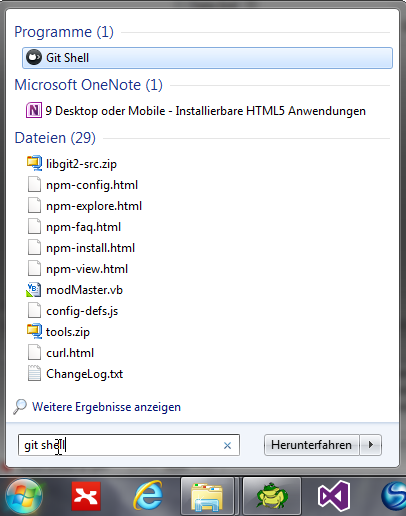 Programme (1)
Git Shell
Microsoft OneNote (1)
9 Desktop oder Mobile - Installierbare HTML5 Anwendungen
Dateien (29)
libgit2-src.zip
npm-config.html
npm-explore.html
npm-faq.html
npm-install.html
npm-view.html
modMaster.vb
config-defs.js
tools.zip
curl.html
ChangeLog.txt
Weitere Ergebnisse anzeigen
git shell
Herunterfahren